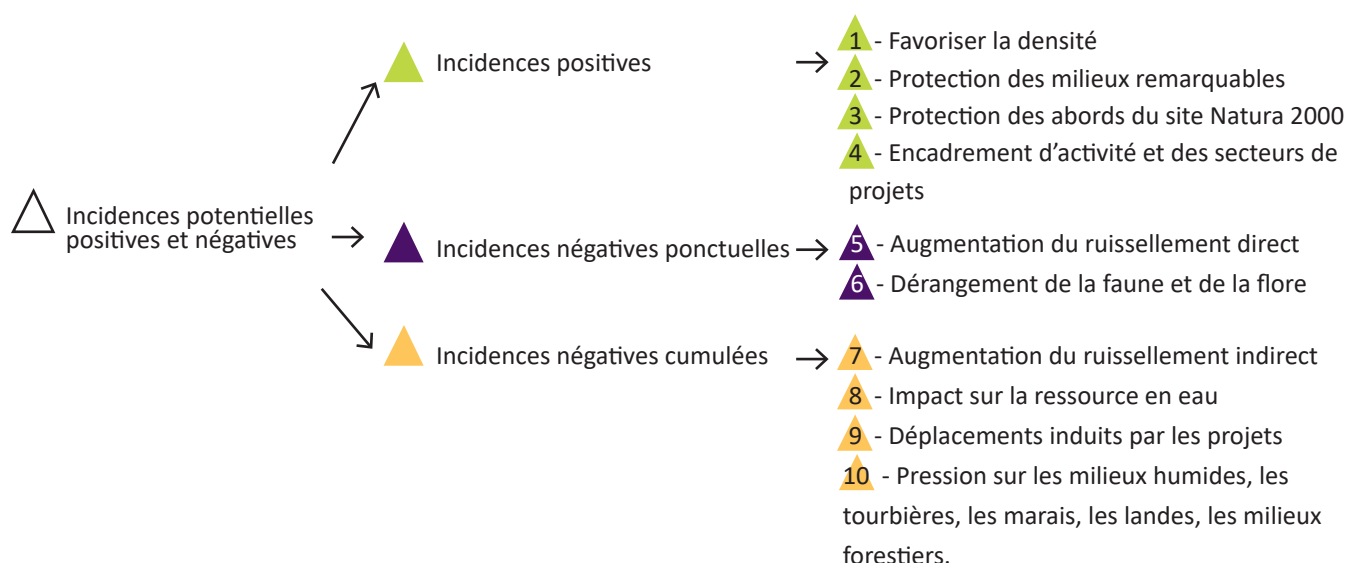 Incidences potentielles
positives et négatives
Incidences positives
1 - Favoriser la densité
2 - Protection des milieux remarquables
3 - Protection des abords du site Natura 2000
4 - Encadrement d’activité et des secteurs de
projets
Incidences négatives ponctuelles
5 - Augmentation du ruissellement direct
6 - Dérangement de la faune et de la flore
Incidences négatives cumulées
7 - Augmentation du ruissellement indirect
8 - Impact sur la ressource en eau
9 - Déplacements induits par les projets
10 - Pression sur les milieux humides, les
tourbières, les marais, les landes, les milieux
forestiers.